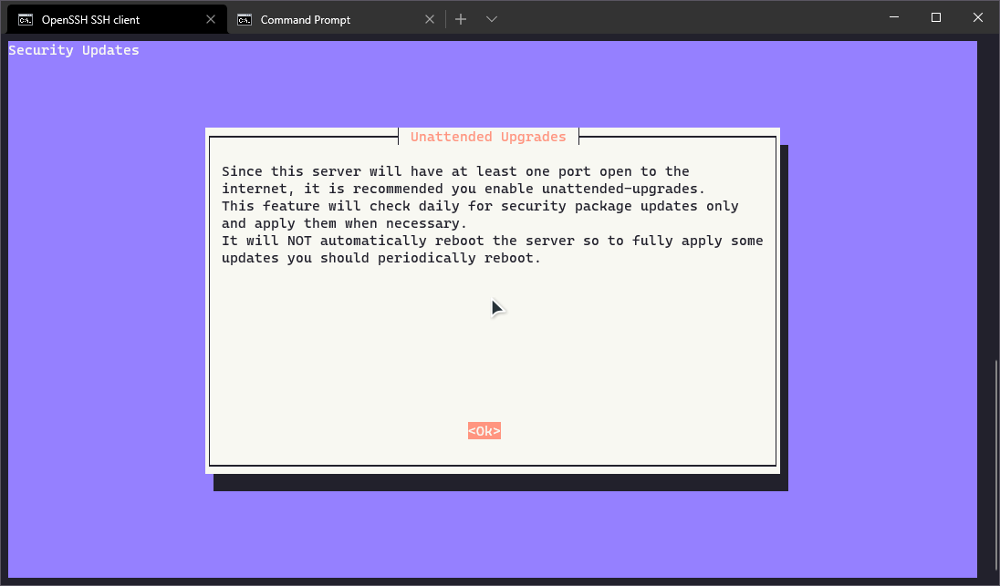 OpenSSH SSH client
Command Prompt
Security Updates
Unattended Upgrades
Since this server will have at least one port open to the
internet, it is recommended you enable unattended-upgrades.
This feature will check daily for security package updates only
and apply them when necessary.
It will NOT automatically reboot the server so to fully apply some
updates you should periodically reboot.
<Ok>